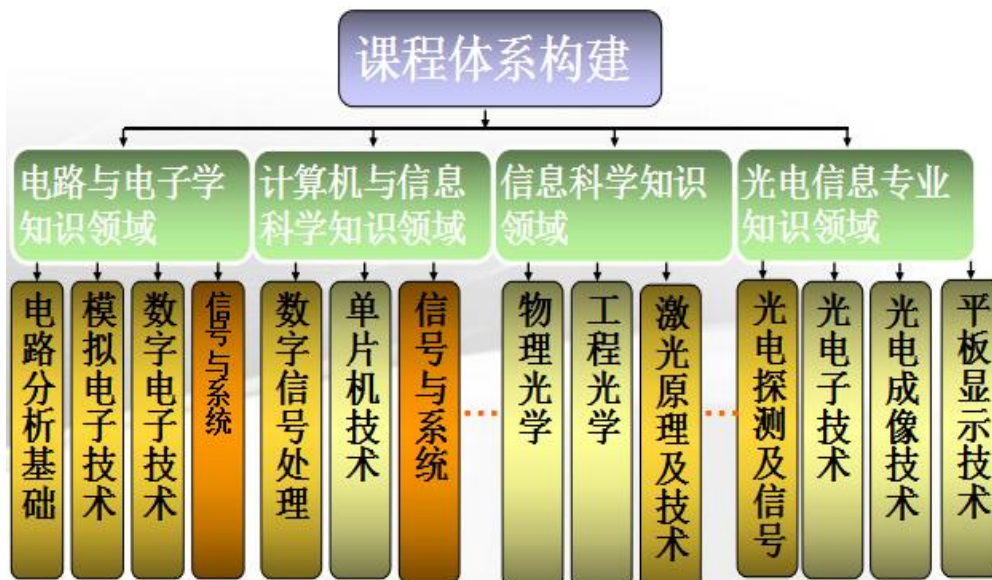 课程体系构建
电路与电子学
知识领域
计算机与信息
科学知识领域
信息科学知识
领域
光电信息专业
知识领域
电路分析基础
模拟电子技术
数字电子技术
信号与系统
数字信号处理
单片机技术
信号与系统
物理光学
工程光学
激光原理及技术
光电探测及信号
光电子技术
光电成像技术
平板显示技术